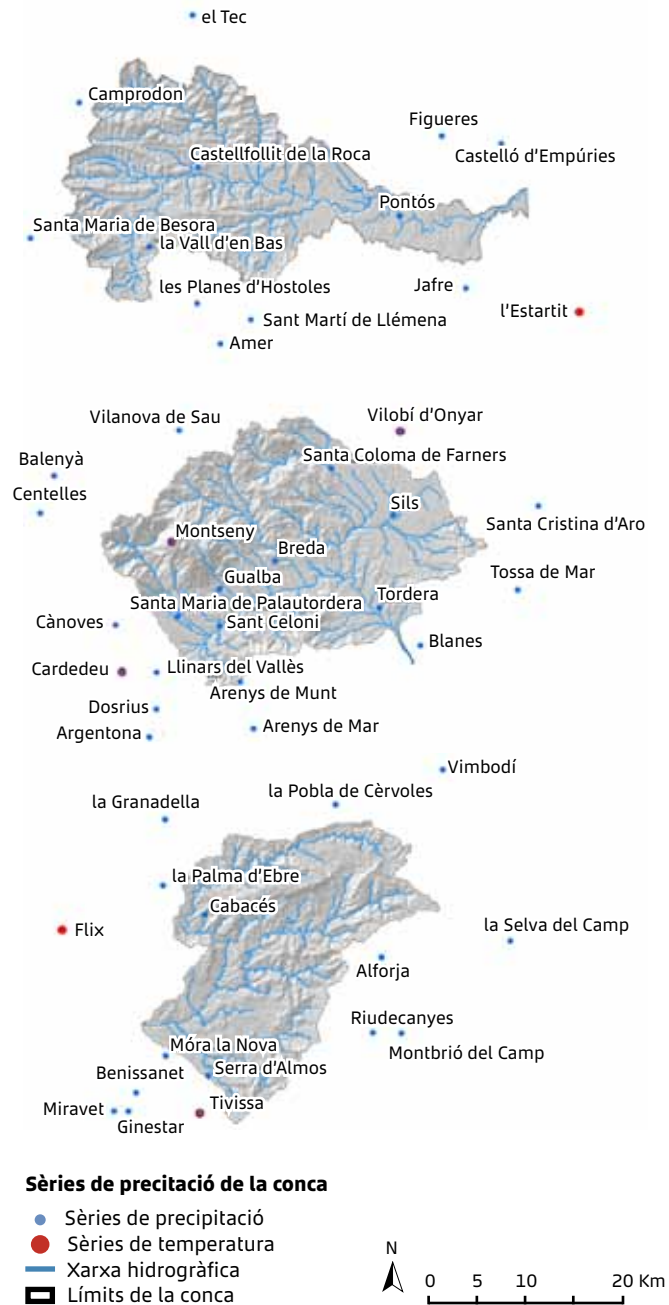 el Tec
Camprodon
Figueres
Castelló d'Empúries
Castellfollit de la Roca
Pontós
Santa Maria de Besora
la Vall d'en Bas
les Planes d'Hostoles
Jafre
l'Estartit
Sant Martí de Llémena
Amer
Vilanova de Sau
Vilobí d'Onyar
Balenyà
Santa Coloma de Farners
Centelles
Sils
Santa Cristina d'Aro
Montseny
Breda
Gualba
Tossa de Mar
Santa Maria de Palautordera
Tordera
Cànoves
Sant Celoni
Blanes
Cardedeu
Llinars del Vallès
Arenys de Munt
Dosrius
Argentona
Arenys de Mar
Vimbodí
la Granadella
la Pobla de Cèrvoles
la Palma d'Ebre
Cabacés
la Selva del Camp
Flix
Alforja
Riudecanyes
Móra la Nova
Montbrió del Camp
Benissanet
Serra d'Almos
Miravet
Tivissa
Ginestar
Sèries de precitació de la conca
Sèries de precipitació
Sèries de temperatura
Xarxa hidrogràfica
Límits de la conca
N
0 5 10 20 Km